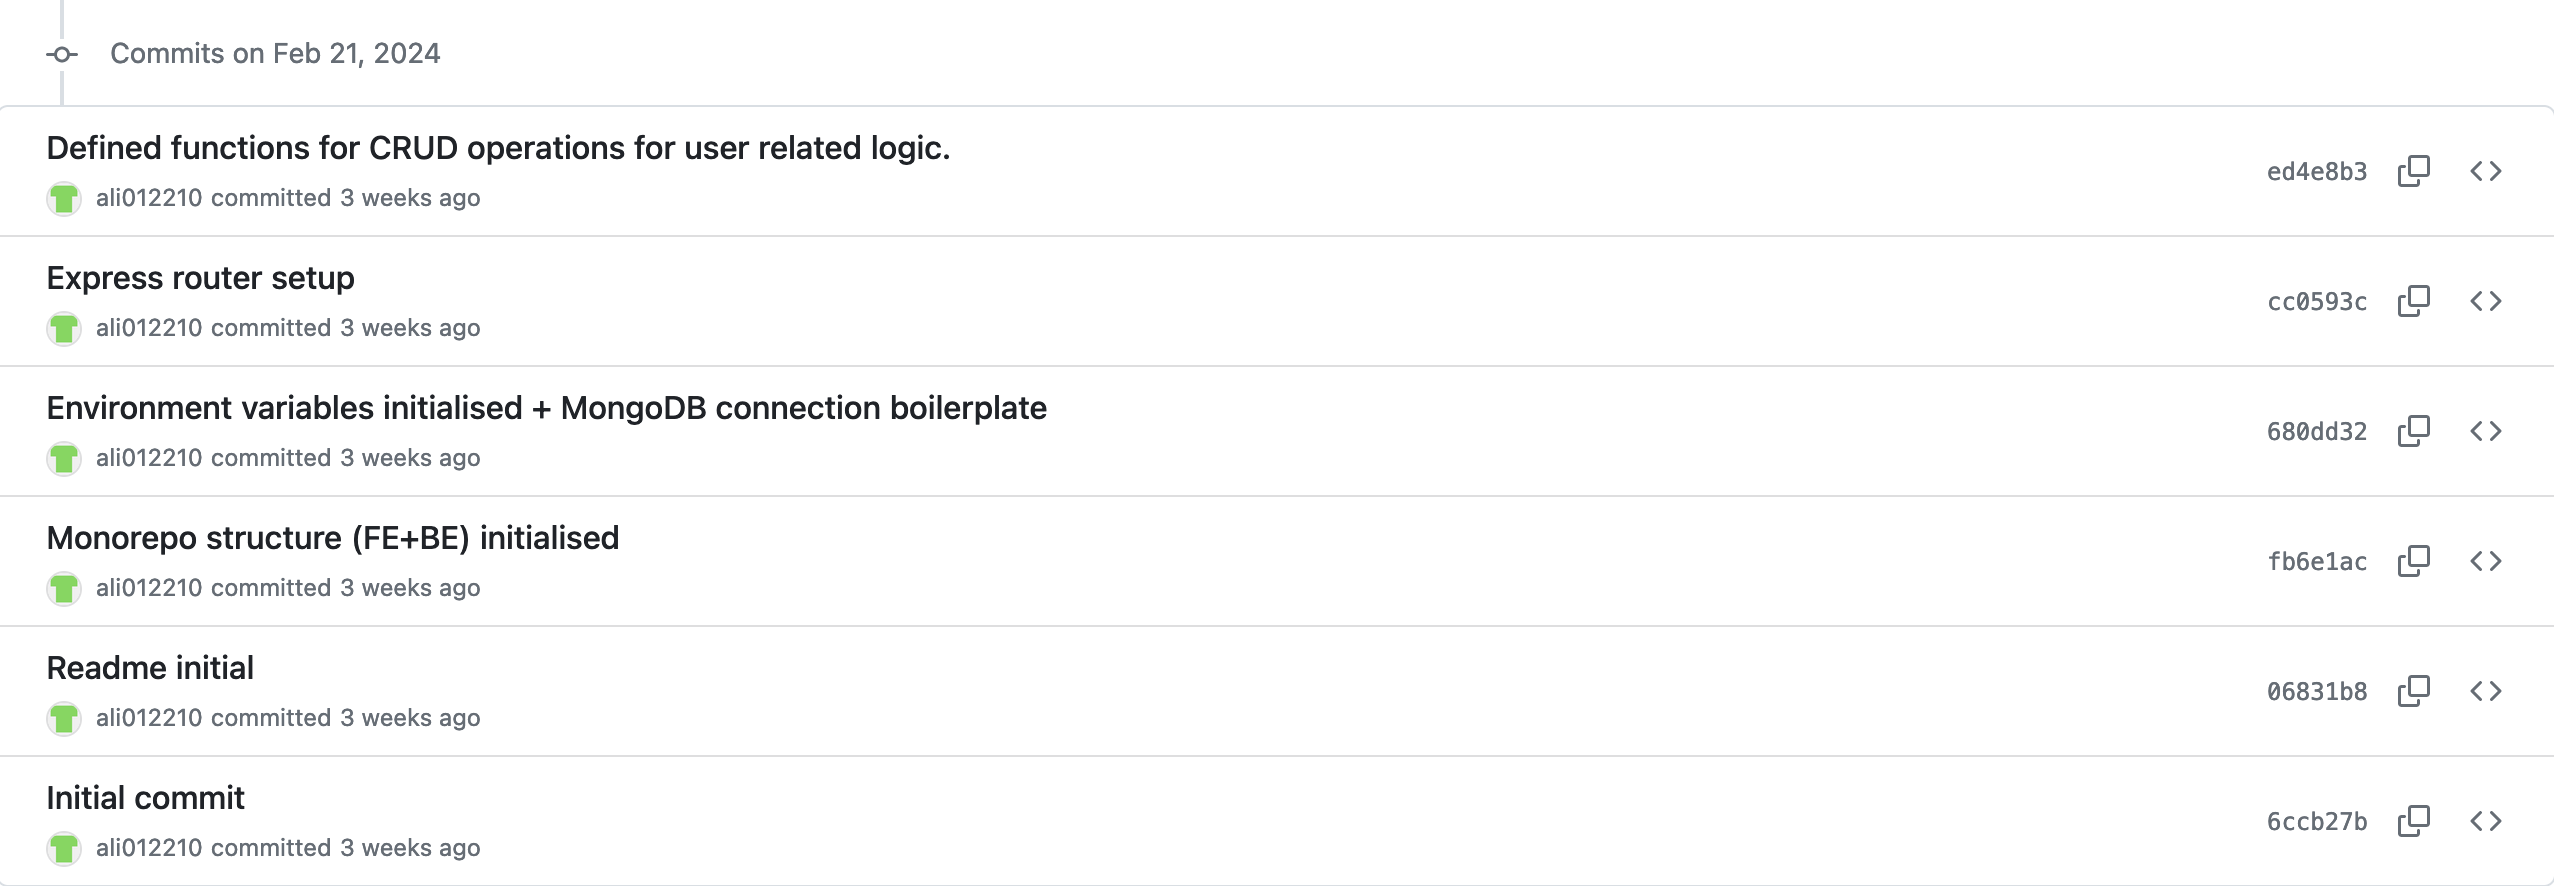 Commits on Feb 21, 2024
Defined functions for CRUD operations for user related logic.
ali012210 committed 3 weeks ago
ed4e8b3
Express router setup
ali012210 committed 3 weeks ago
cc0593c
Environment variables initialised + MongoDB connection boilerplate
ali012210 committed 3 weeks ago
680dd32
Monorepo structure (FE+BE) initialised
ali012210 committed 3 weeks ago
fb6e1ac
Readme initial
ali012210 committed 3 weeks ago
06831b8
Initial commit
ali012210 committed 3 weeks ago
6ccb27b